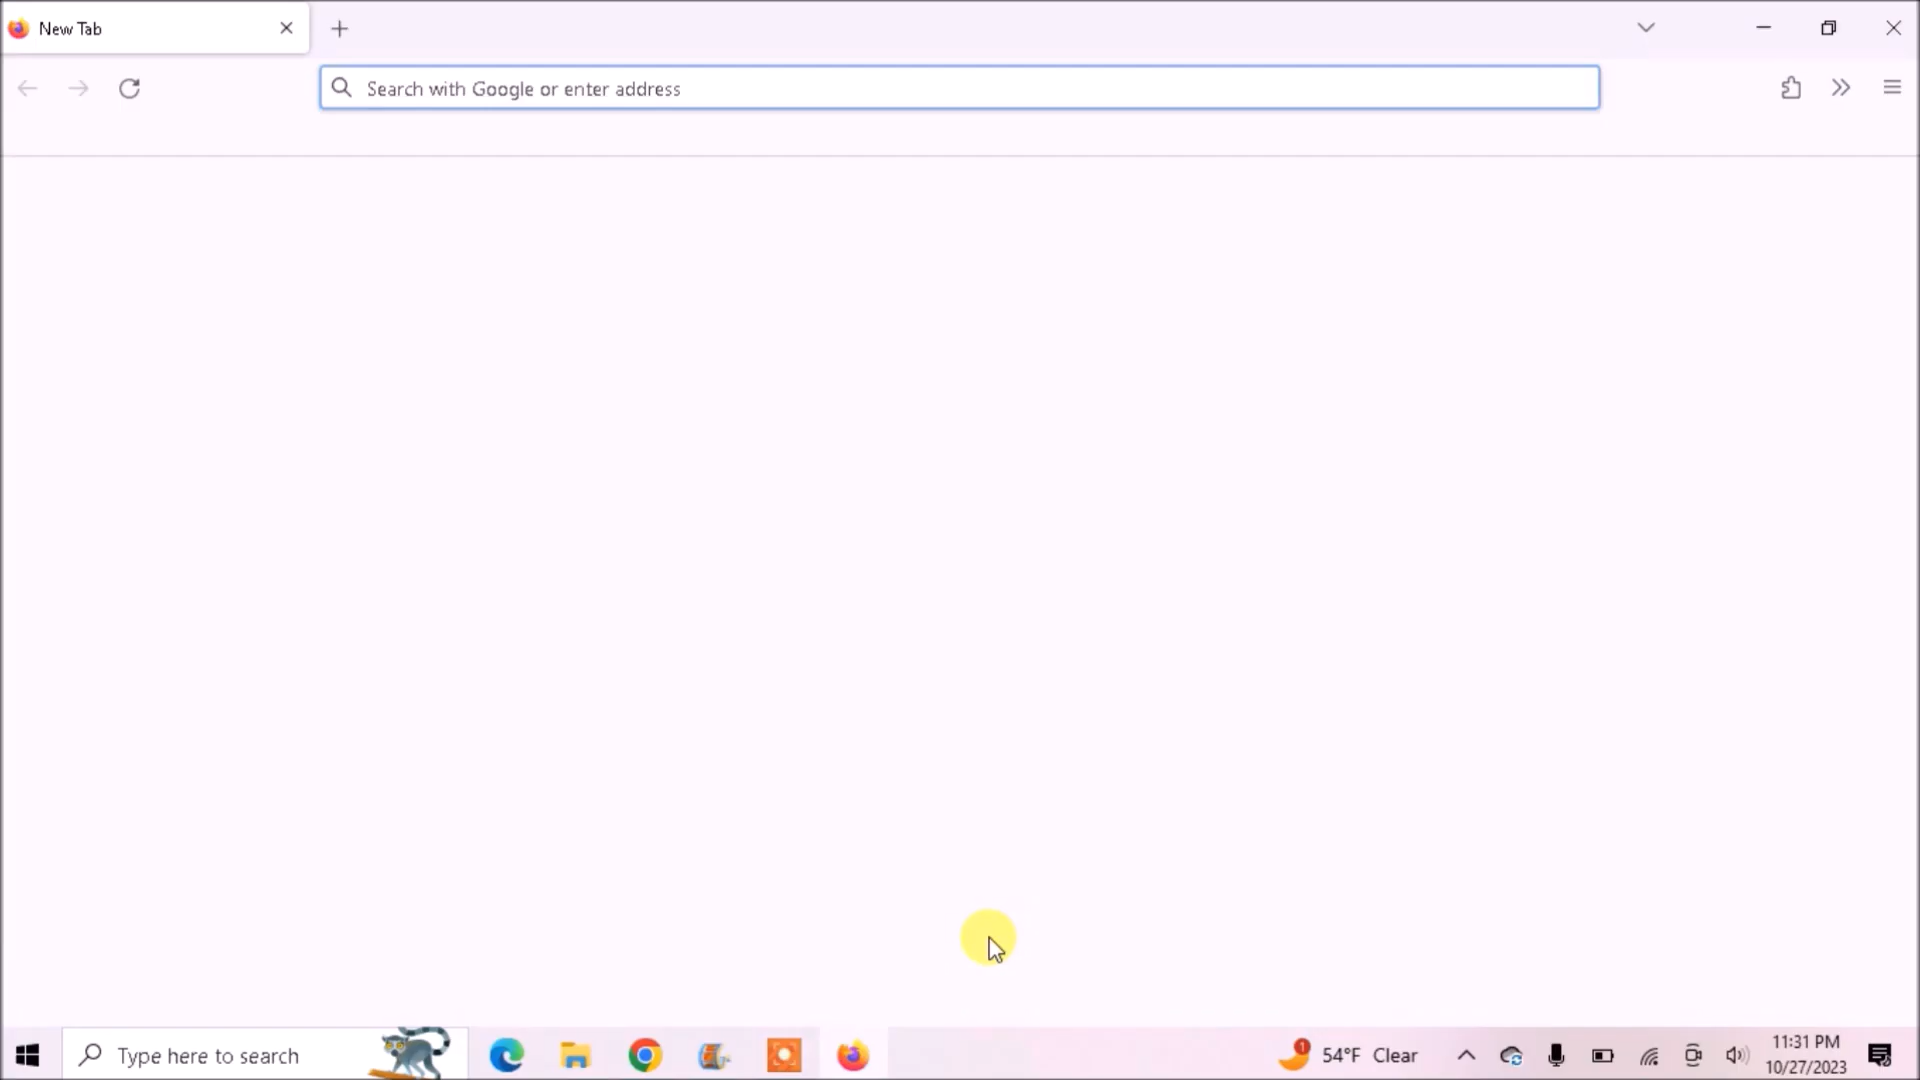 New Tab
Search with Google or enter address
Type here to search
1
54°F Clear
11:31 PM
10/27/2023